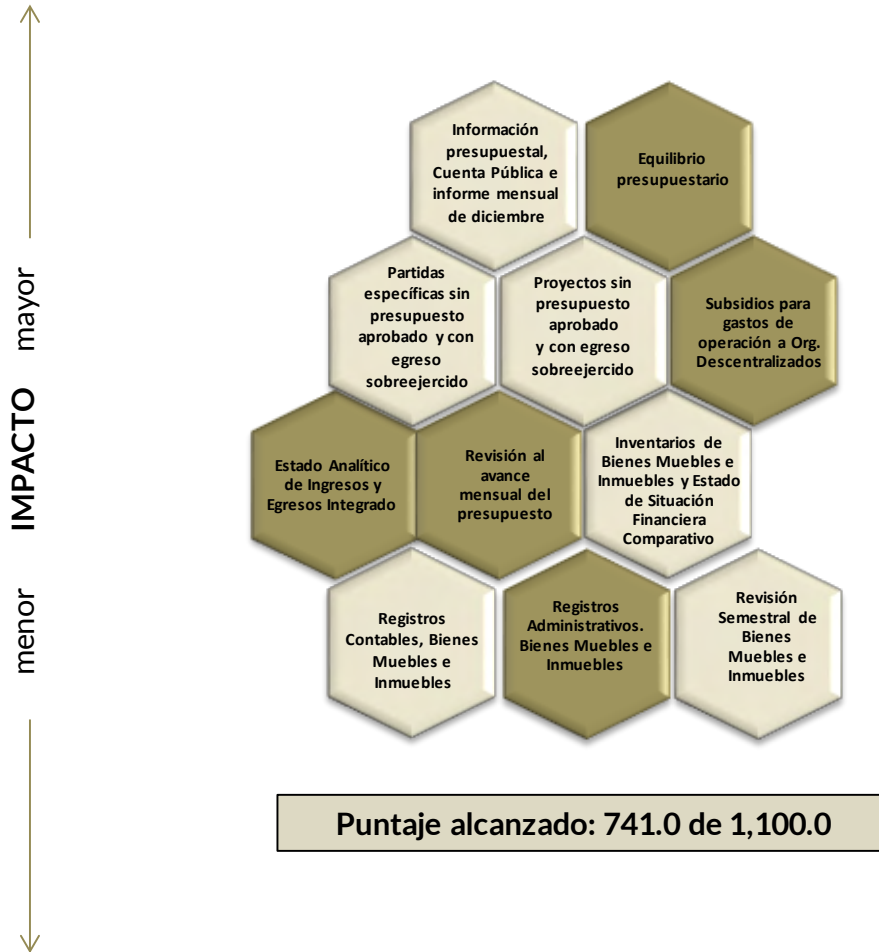 Información
presupuestal,
Cuenta Pública e
informe mensual
de diciembre
Equilibrio
presupuestario
Partidas
específicas sin
presupuesto
aprobado y con
egreso
sobreejercido
Proyectos sin
presupuesto
aprobado
y con egreso
sobreejercido
Subsidios para
gastos de
operación a Org.
Descentralizados
Estado Analítico
de Ingresos y
Egresos Integrado
Revisión al
avance
mensual del
presupuesto
Inventarios de
Bienes Muebles e
Inmuebles y Estado
de Situación
Financiera
Comparativo
Registros
Contables, Bienes
Muebles e
Inmuebles
Registros
Administrativos.
Bienes Muebles e
Inmuebles
Revisión
Semestral de
Bienes
Muebles e
Inmuebles
menor IMPACTO mayor
Puntaje alcanzado: 741.0 de 1,100.0